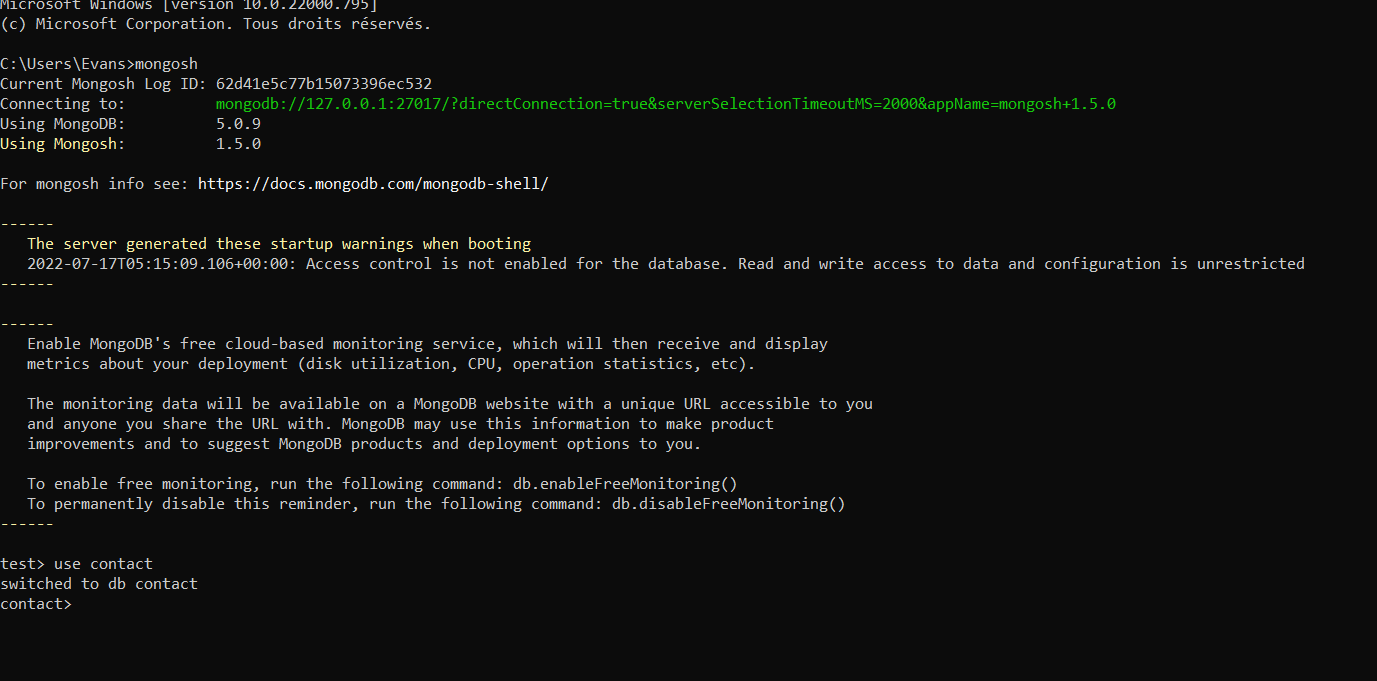 Microsoft Windows [version 10.0.22000.795]
(c) Microsoft Corporation. Tous droits réservés.
C:\Users\Evans>mongosh
Current Mongosh Log ID: 62d41e5c77b15073396ec532
Connecting to: mongodb://127.0.0.1:27017/?directConnection=true&serverSelectionTimeoutMS=2000&appName=mongosh+1.5.0
Using MongoDB: 5.0.9
Using Mongosh: 1.5.0
For mongosh info see: https://docs.mongodb.com/mongodb-shell/
------
The server generated these startup warnings when booting
2022-07-17T05:15:09.106+00:00: Access control is not enabled for the database. Read and write access to data and configuration is unrestricted
------
------
Enable MongoDB's free cloud-based monitoring service, which will then receive and display
metrics about your deployment (disk utilization, CPU, operation statistics, etc).
The monitoring data will be available on a MongoDB website with a unique URL accessible to you
and anyone you share the URL with. MongoDB may use this information to make product
improvements and to suggest MongoDB products and deployment options to you.
To enable free monitoring, run the following command: db.enableFreeMonitoring()
To permanently disable this reminder, run the following command: db.disableFreeMonitoring()
------
test> use contact
switched to db contact
contact>